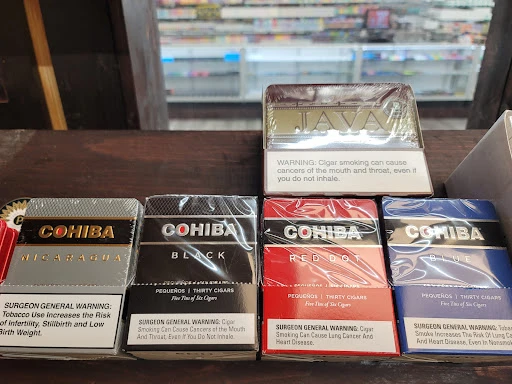 JAVA
WARNING: Cigar smoking can cause
cancers of the mouth and throat, even if
you do not inhale.
COHIBA
NICARAGUA
SURGEON GENERAL WARNING:
Tobacco Use Increases the Risk
of Infertility, Stillbirth and Low
Birth Weight.
COHIBA
BLACK
PEQUEÑOS | THIRTY CIGARS
Five Tins of Six Cigars
SURGEON GENERAL WARNING: Cigar
Smoking Can Cause Cancers of the Mouth
And Throat, Even If You Do Not Inhale.
COHIBA
RED DOT
PEQUEÑOS | THIRTY CIGARS
Five Tins of Six Cigars
SURGEON GENERAL WARNING: Cigar
Smoking Can Cause Lung Cancer And
Heart Disease.
COHIBA
BLUE
PEQUEÑOS | THIRTY CIGARS
Five Tins of Six Cigars
SURGEON GENERAL WARNING:
Smoke Increases The Risk Of Lung
And Heart Disease, Even In